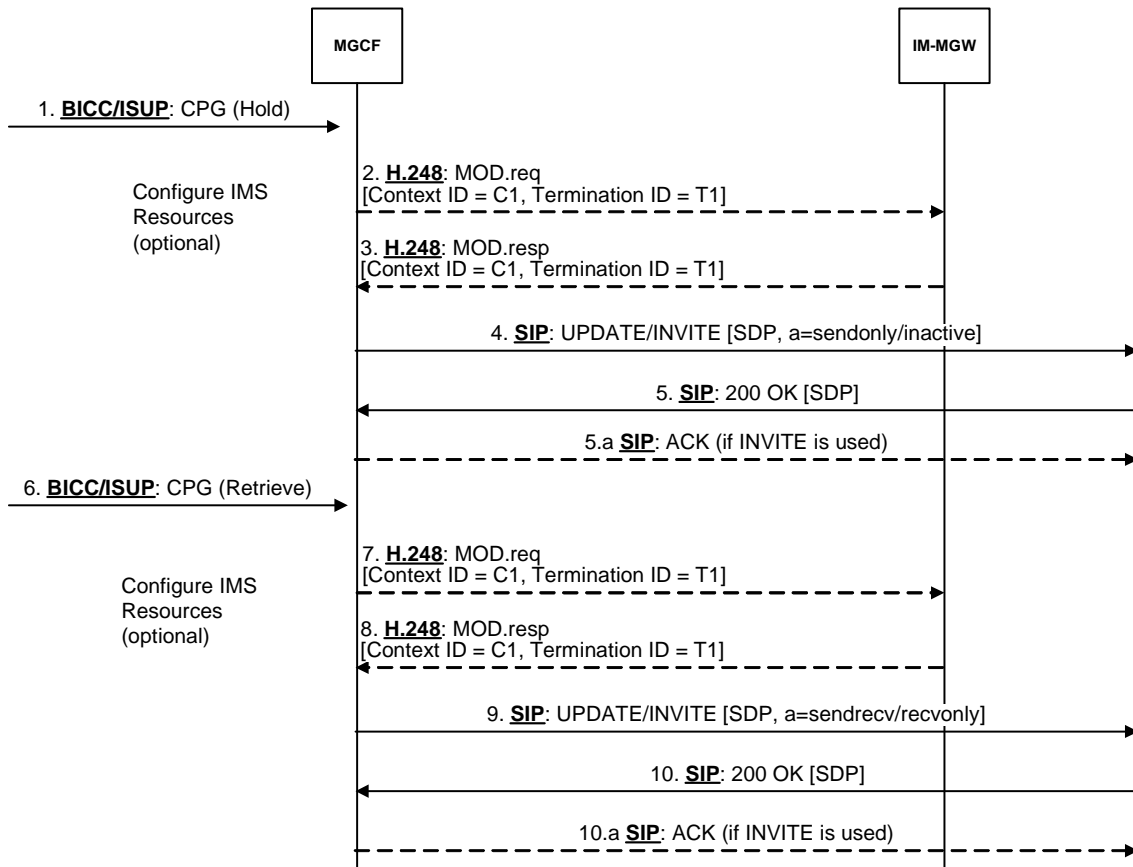 MGCF
IM-MGW
1. BICC/ISUP: CPG (Hold)
Configure IMS
Resources
(optional)
2. H.248: MOD.req
[Context ID = C1, Termination ID = T1]
3. H.248: MOD.resp
[Context ID = C1, Termination ID = T1]
4. SIP: UPDATE/INVITE [SDP, a=sendonly/inactive]
5. SIP: 200 OK [SDP]
5.a SIP: ACK (if INVITE is used)
6. BICC/ISUP: CPG (Retrieve)
Configure IMS
Resources
(optional)
7. H.248: MOD.req
[Context ID = C1, Termination ID = T1]
8. H.248: MOD.resp
[Context ID = C1, Termination ID = T1]
9. SIP: UPDATE/INVITE [SDP, a=sendrecv/recvonly]
10. SIP: 200 OK [SDP]
10.a SIP: ACK (if INVITE is used)